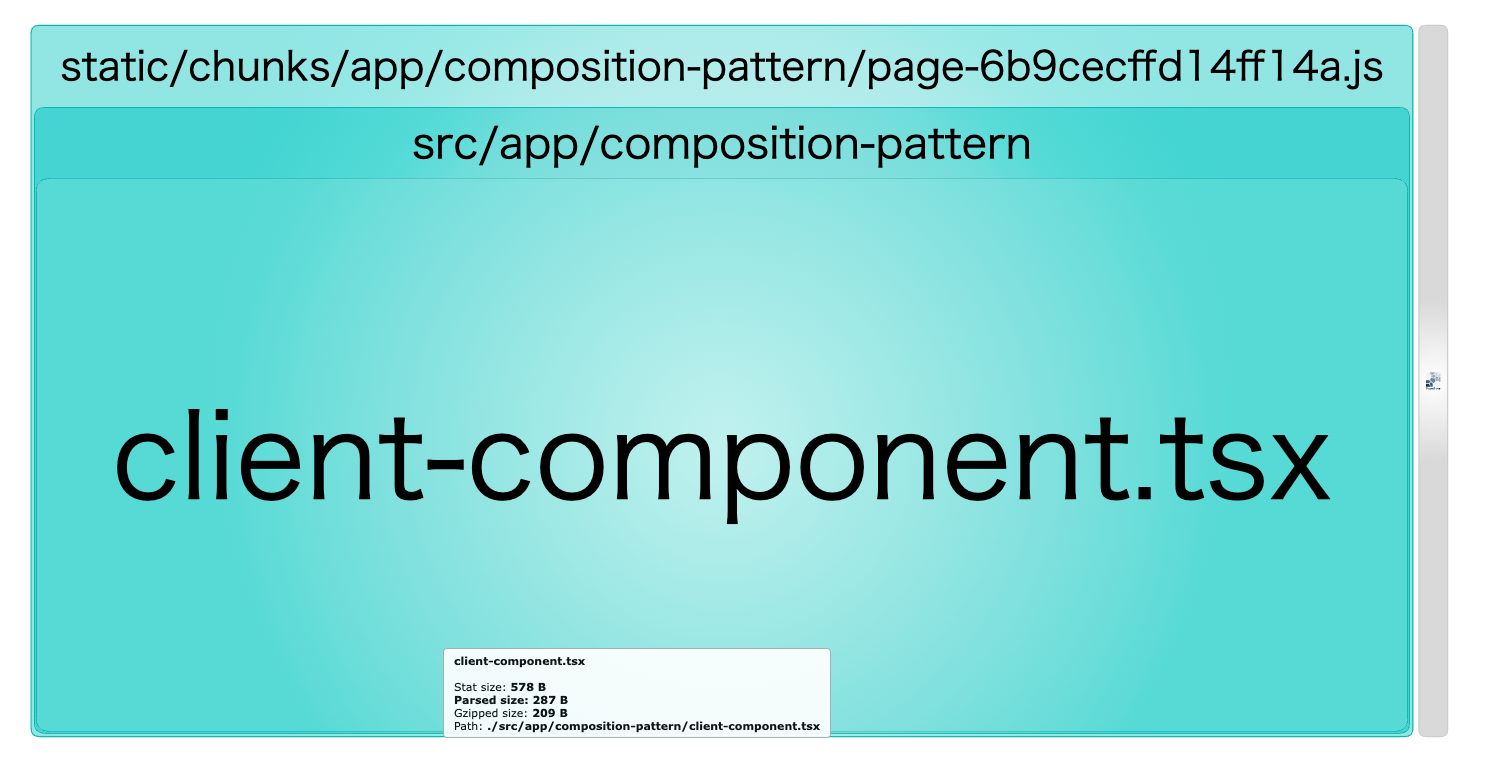 static/chunks/app/composition-pattern/page-6b9cecffd14ff14a.js
src/app/composition-pattern
client-component.tsx
client-component.tsx
Stat size: 578 B
Parsed size: 287 B
Gzipped size: 209 B
Path: ./src/app/composition-pattern/client-component.tsx